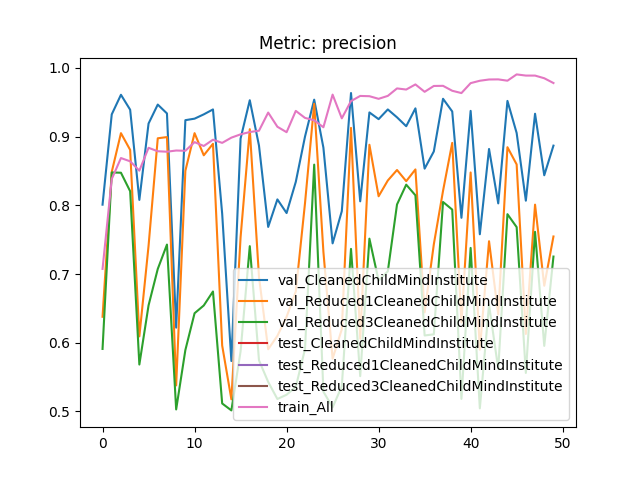 Metric: precision
1.0
0.9
0.8
0.7
0.6
0.5
val_CleanedChildMindInstitute
val_Reduced1CleanedChildMindInstitute
val_Reduced3CleanedChildMindInstitute
test_CleanedChildMindInstitute
test_Reduced1CleanedChildMindInstitute
test_Reduced3CleanedChildMindInstitute
train_All
0 10 20 30 40 50